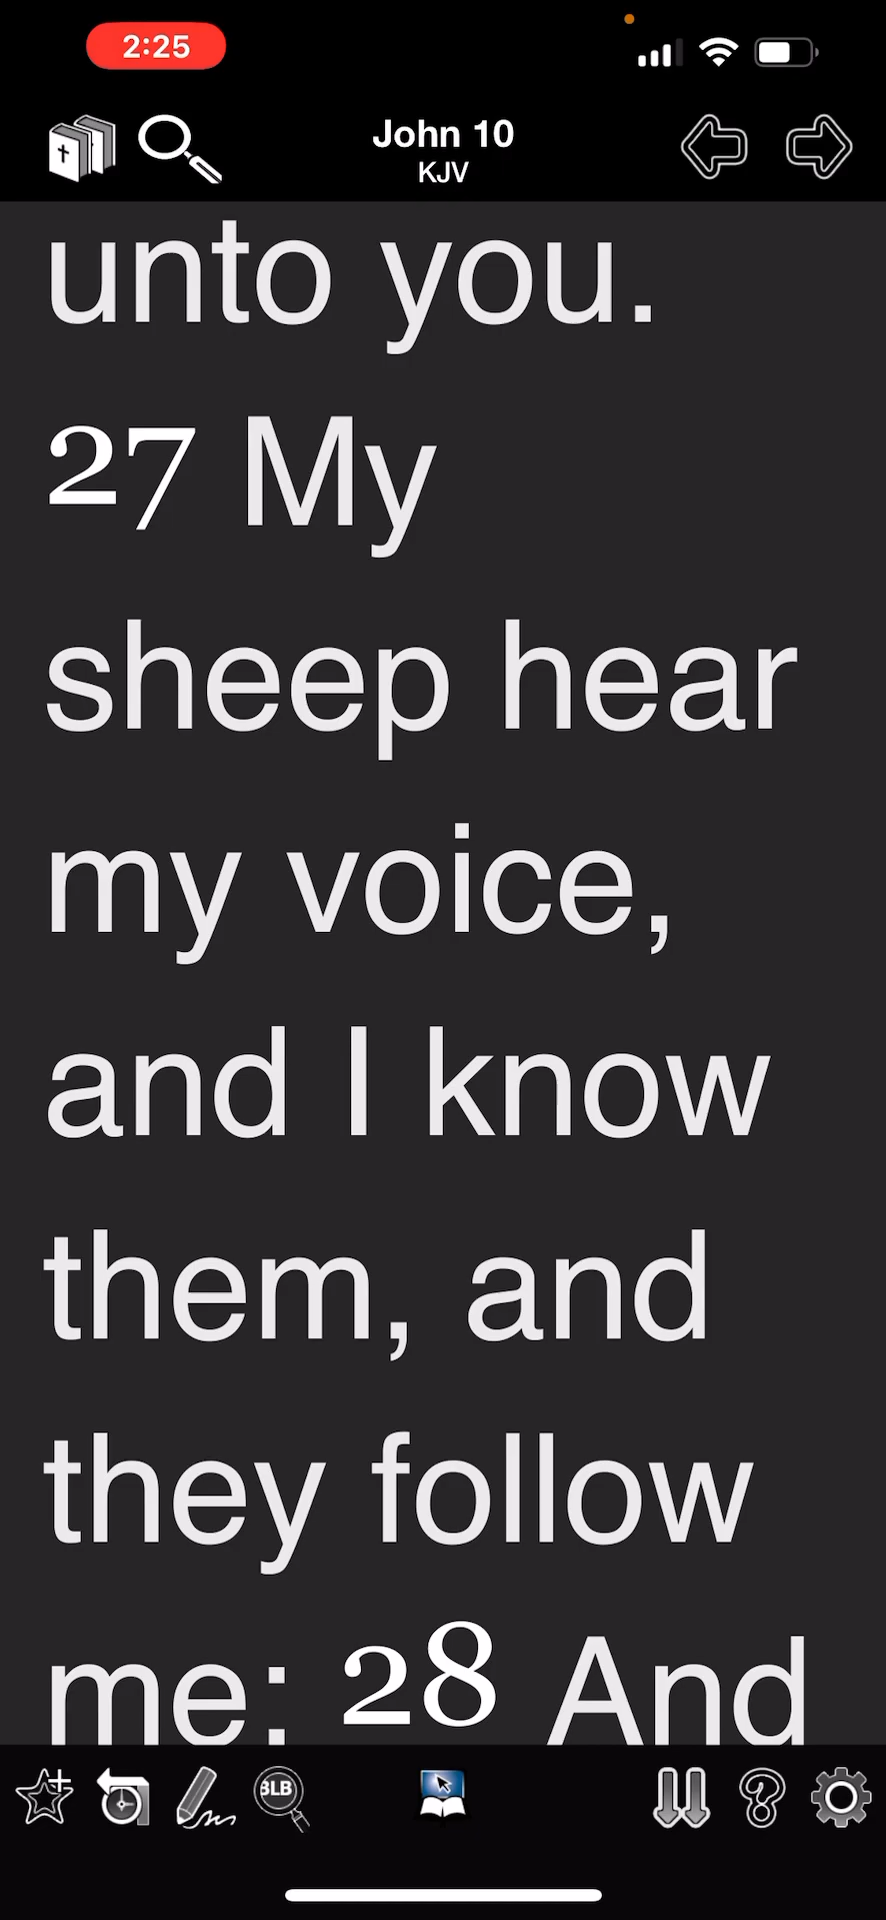 2:25
John 10
KJV
unto you.
27 My
sheep hear
my voice,
and I know
them, and
they follow
me: 28 And
BLB